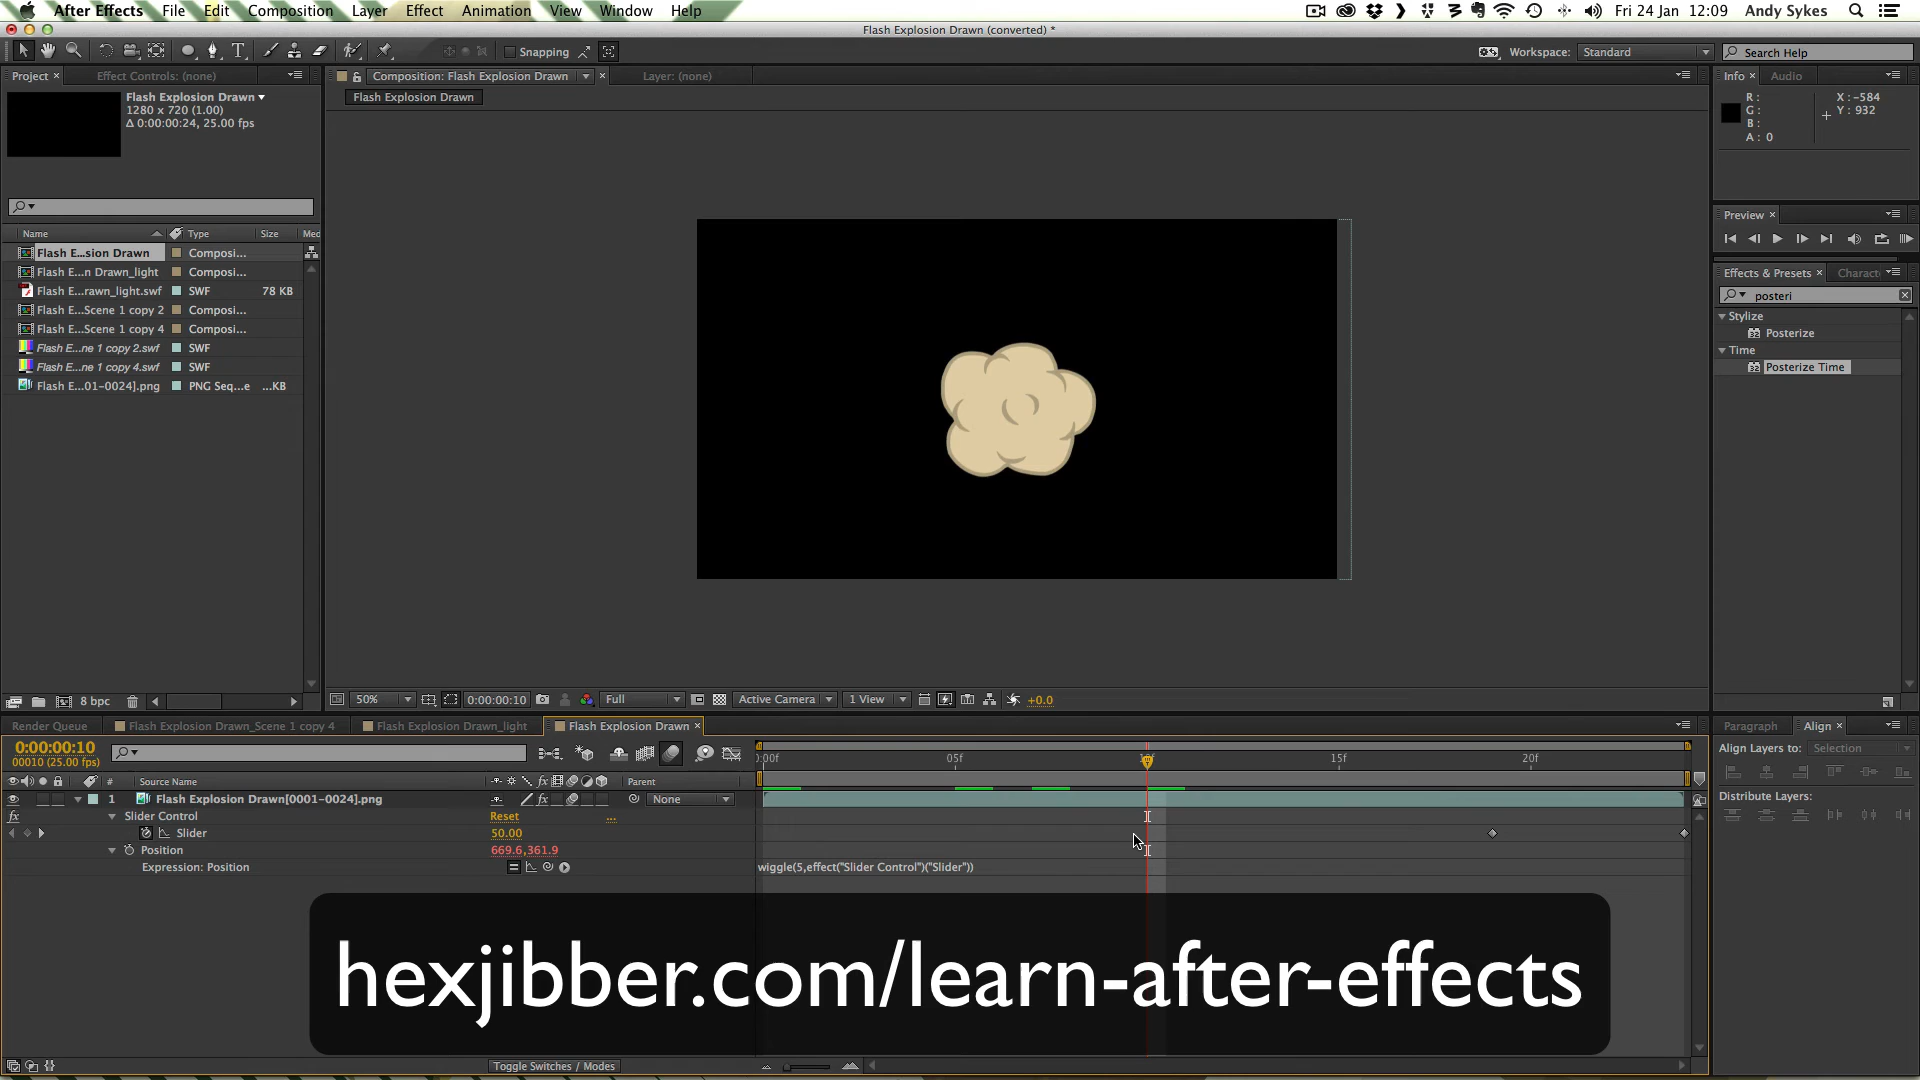 After Effects File Edit Composition Layer Effect Animation View Window Help Fri 24 Jan 12:09 Andy Sykes
Flash Explosion Drawn (converted) *
Snapping Workspace: Standard Search Help
Project Effect Controls: (none) Composition: Flash Explosion Drawn Layer: (none) Info Audio
Flash Explosion Drawn
1280 x 720 (1.00)
Δ 0:00:00:24, 25.00 fps
Flash Explosion Drawn
R: X: -584
G: Y: 932
B:
A: 0
Preview
Name Type Size Med
Flash E...sion Drawn Composi...
Flash E...n Drawn_light Composi...
Flash E...rawn_light.swf SWF 78 KB
Flash E...Scene 1 copy 2 Composi...
Flash E...Scene 1 copy 4 Composi...
Flash E...ne 1 copy 2.swf SWF
Flash E...ne 1 copy 4.swf SWF
Flash E...01-0024].png PNG Seq...e ...KB
Effects & Presets Charact
posteri
Stylize
32 Posterize
Time
32 Posterize Time
8 bpc
50% 0:00:00:10 Full Active Camera 1 View +0.0
Render Queue Flash Explosion Drawn_Scene 1 copy 4 Flash Explosion Drawn_light Flash Explosion Drawn
Paragraph Align
0:00:00:10
00010 (25.00 fps)
05f 15f 20f
Align Layers to: Selection
# Source Name Parent
1 Flash Explosion Drawn[0001-0024].png None
Distribute Layers:
Slider Control Reset ...
Slider 50.00
Position 669.6,361.9
Expression: Position wiggle(5,effect("Slider Control")("Slider"))
hexjibber.com/learn-after-effects
Toggle Switches / Modes